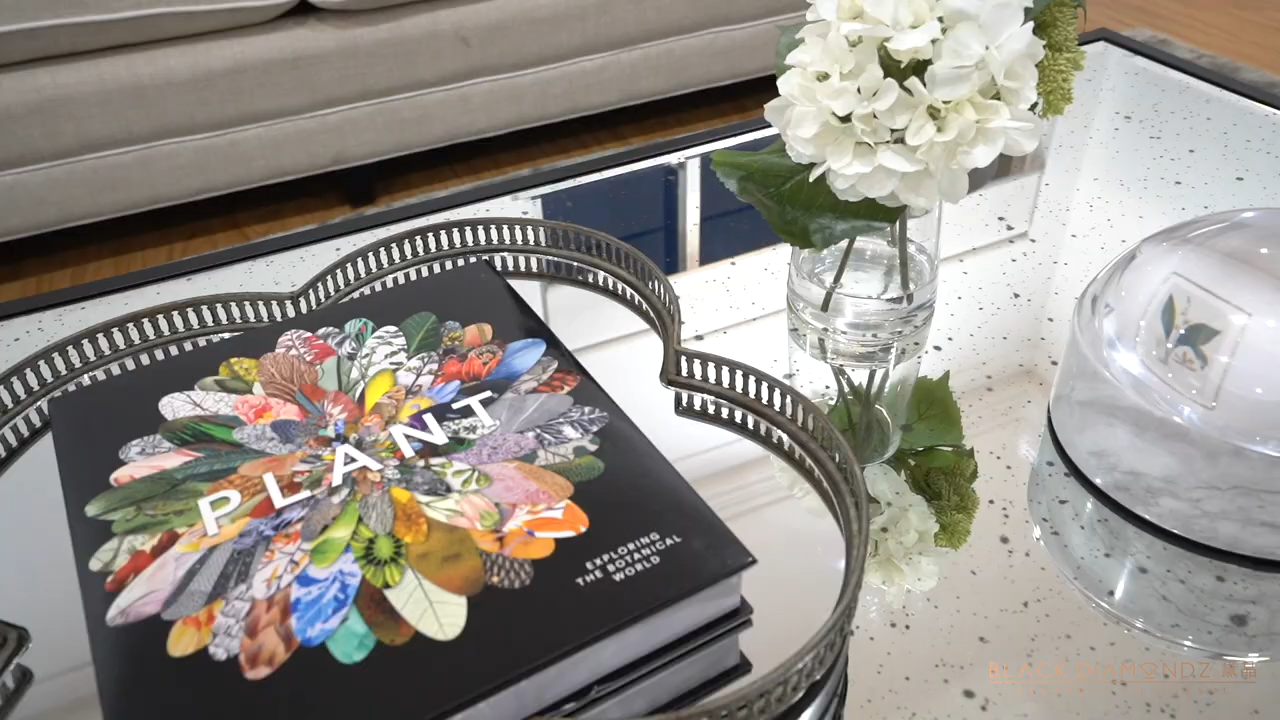 PLANT
EXPLORING
THE BOTANICAL
WORLD
BLACK DIAMONDZ